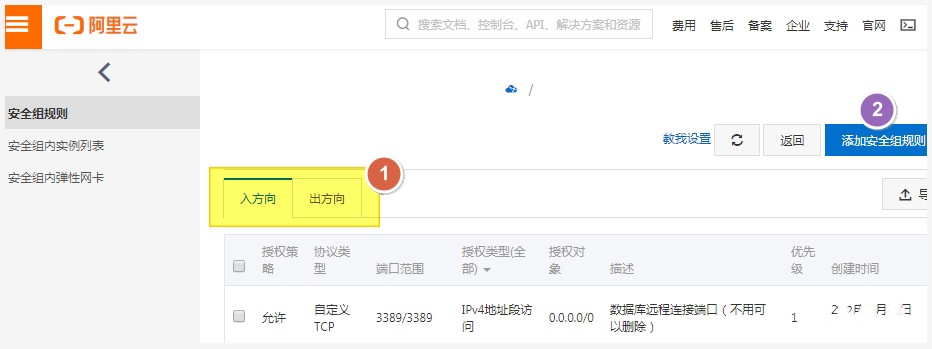 阿里云
搜索文档、控制台、API、解决方案和资源
费用 售后 备案 企业 支持 官网
/
2
安全组规则
教我设置 返回 添加安全组规则
安全组内实例列表
安全组内弹性网卡
1
入方向 出方向
授权策略 协议类型 端口范围 授权类型(全部) 授权对象 描述 优先级 创建时间
允许 自定义TCP 3389/3389 IPv4地址段访问 0.0.0.0/0 数据库远程连接端口（不用可以删除） 1